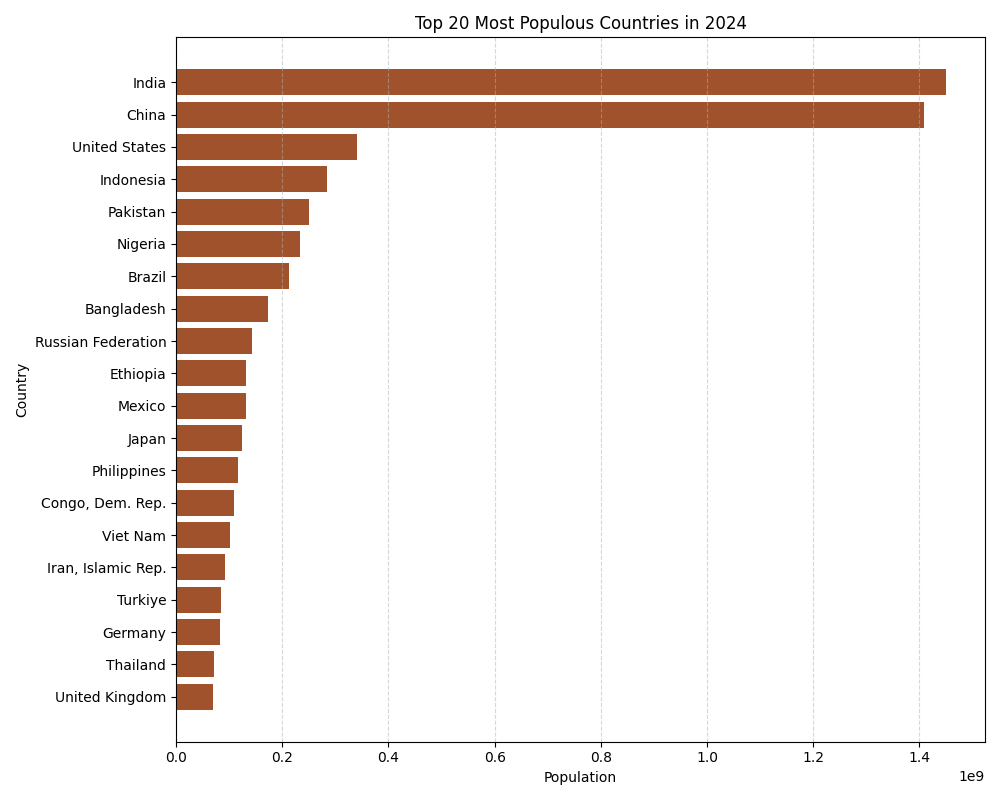 Top 20 Most Populous Countries in 2024
India
China
United States
Indonesia
Pakistan
Nigeria
Brazil
Bangladesh
Russian Federation
Ethiopia
Mexico
Japan
Philippines
Congo, Dem. Rep.
Viet Nam
Iran, Islamic Rep.
Turkiye
Germany
Thailand
United Kingdom
Country
0.0 0.2 0.4 0.6 0.8 1.0 1.2 1.4
1e9
Population